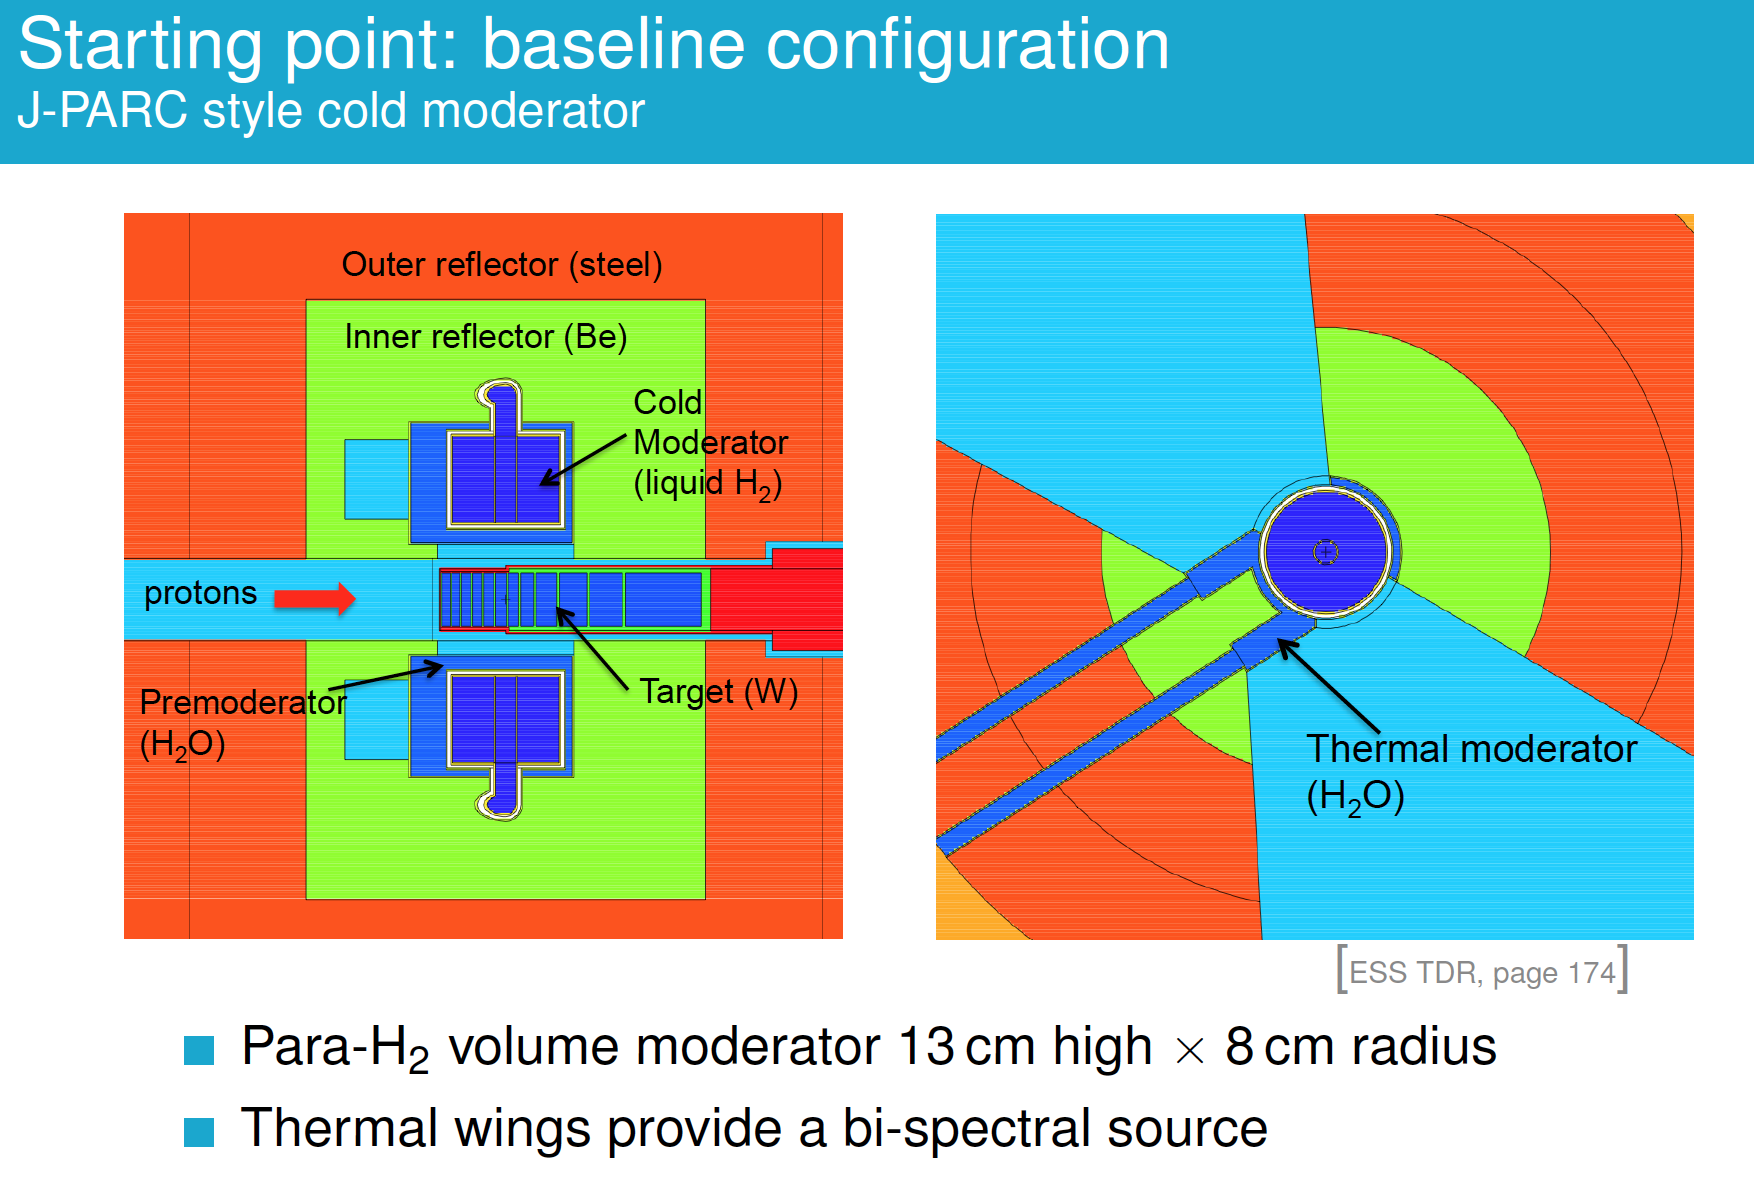 Starting point: baseline configuration
J-PARC style cold moderator
Outer reflector (steel)
Inner reflector (Be)
Cold
Moderator
(liquid H₂)
protons
Premoderator
(H₂O)
Target (W)
Thermal moderator
(H₂O)
[ESS TDR, page 174]
Para-H₂ volume moderator 13 cm high × 8 cm radius
Thermal wings provide a bi-spectral source